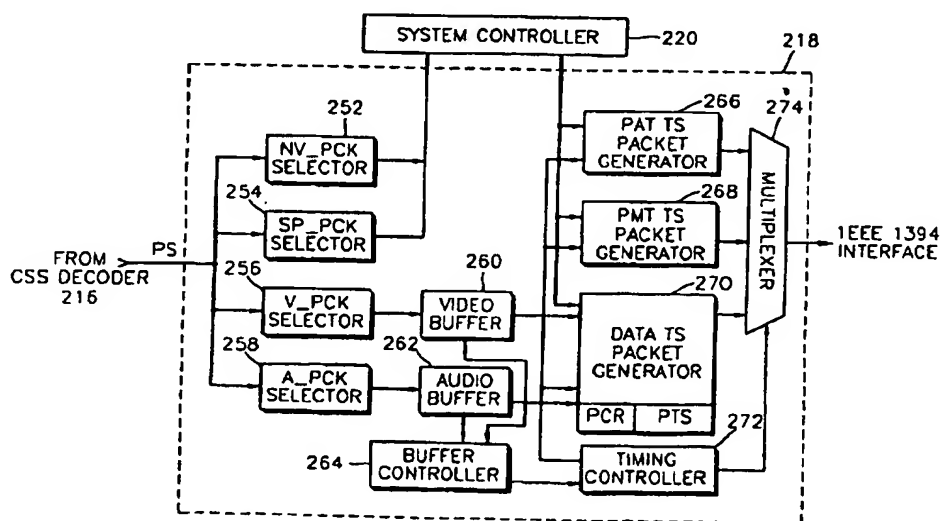 SYSTEM CONTROLLER
220
218
252
NV_PCK
SELECTOR
266
PAT TS
PACKET
GENERATOR
274
MULTIPLEXER
254
SP_PCK
SELECTOR
268
PMT TS
PACKET
GENERATOR
1EEE 1394
INTERFACE
FROM
CSS DECODER
216
PS
256
V_PCK
SELECTOR
260
VIDEO
BUFFER
270
DATA TS
PACKET
GENERATOR
PCR
PTS
258
A_PCK
SELECTOR
262
AUDIO
BUFFER
264
BUFFER
CONTROLLER
272
TIMING
CONTROLLER